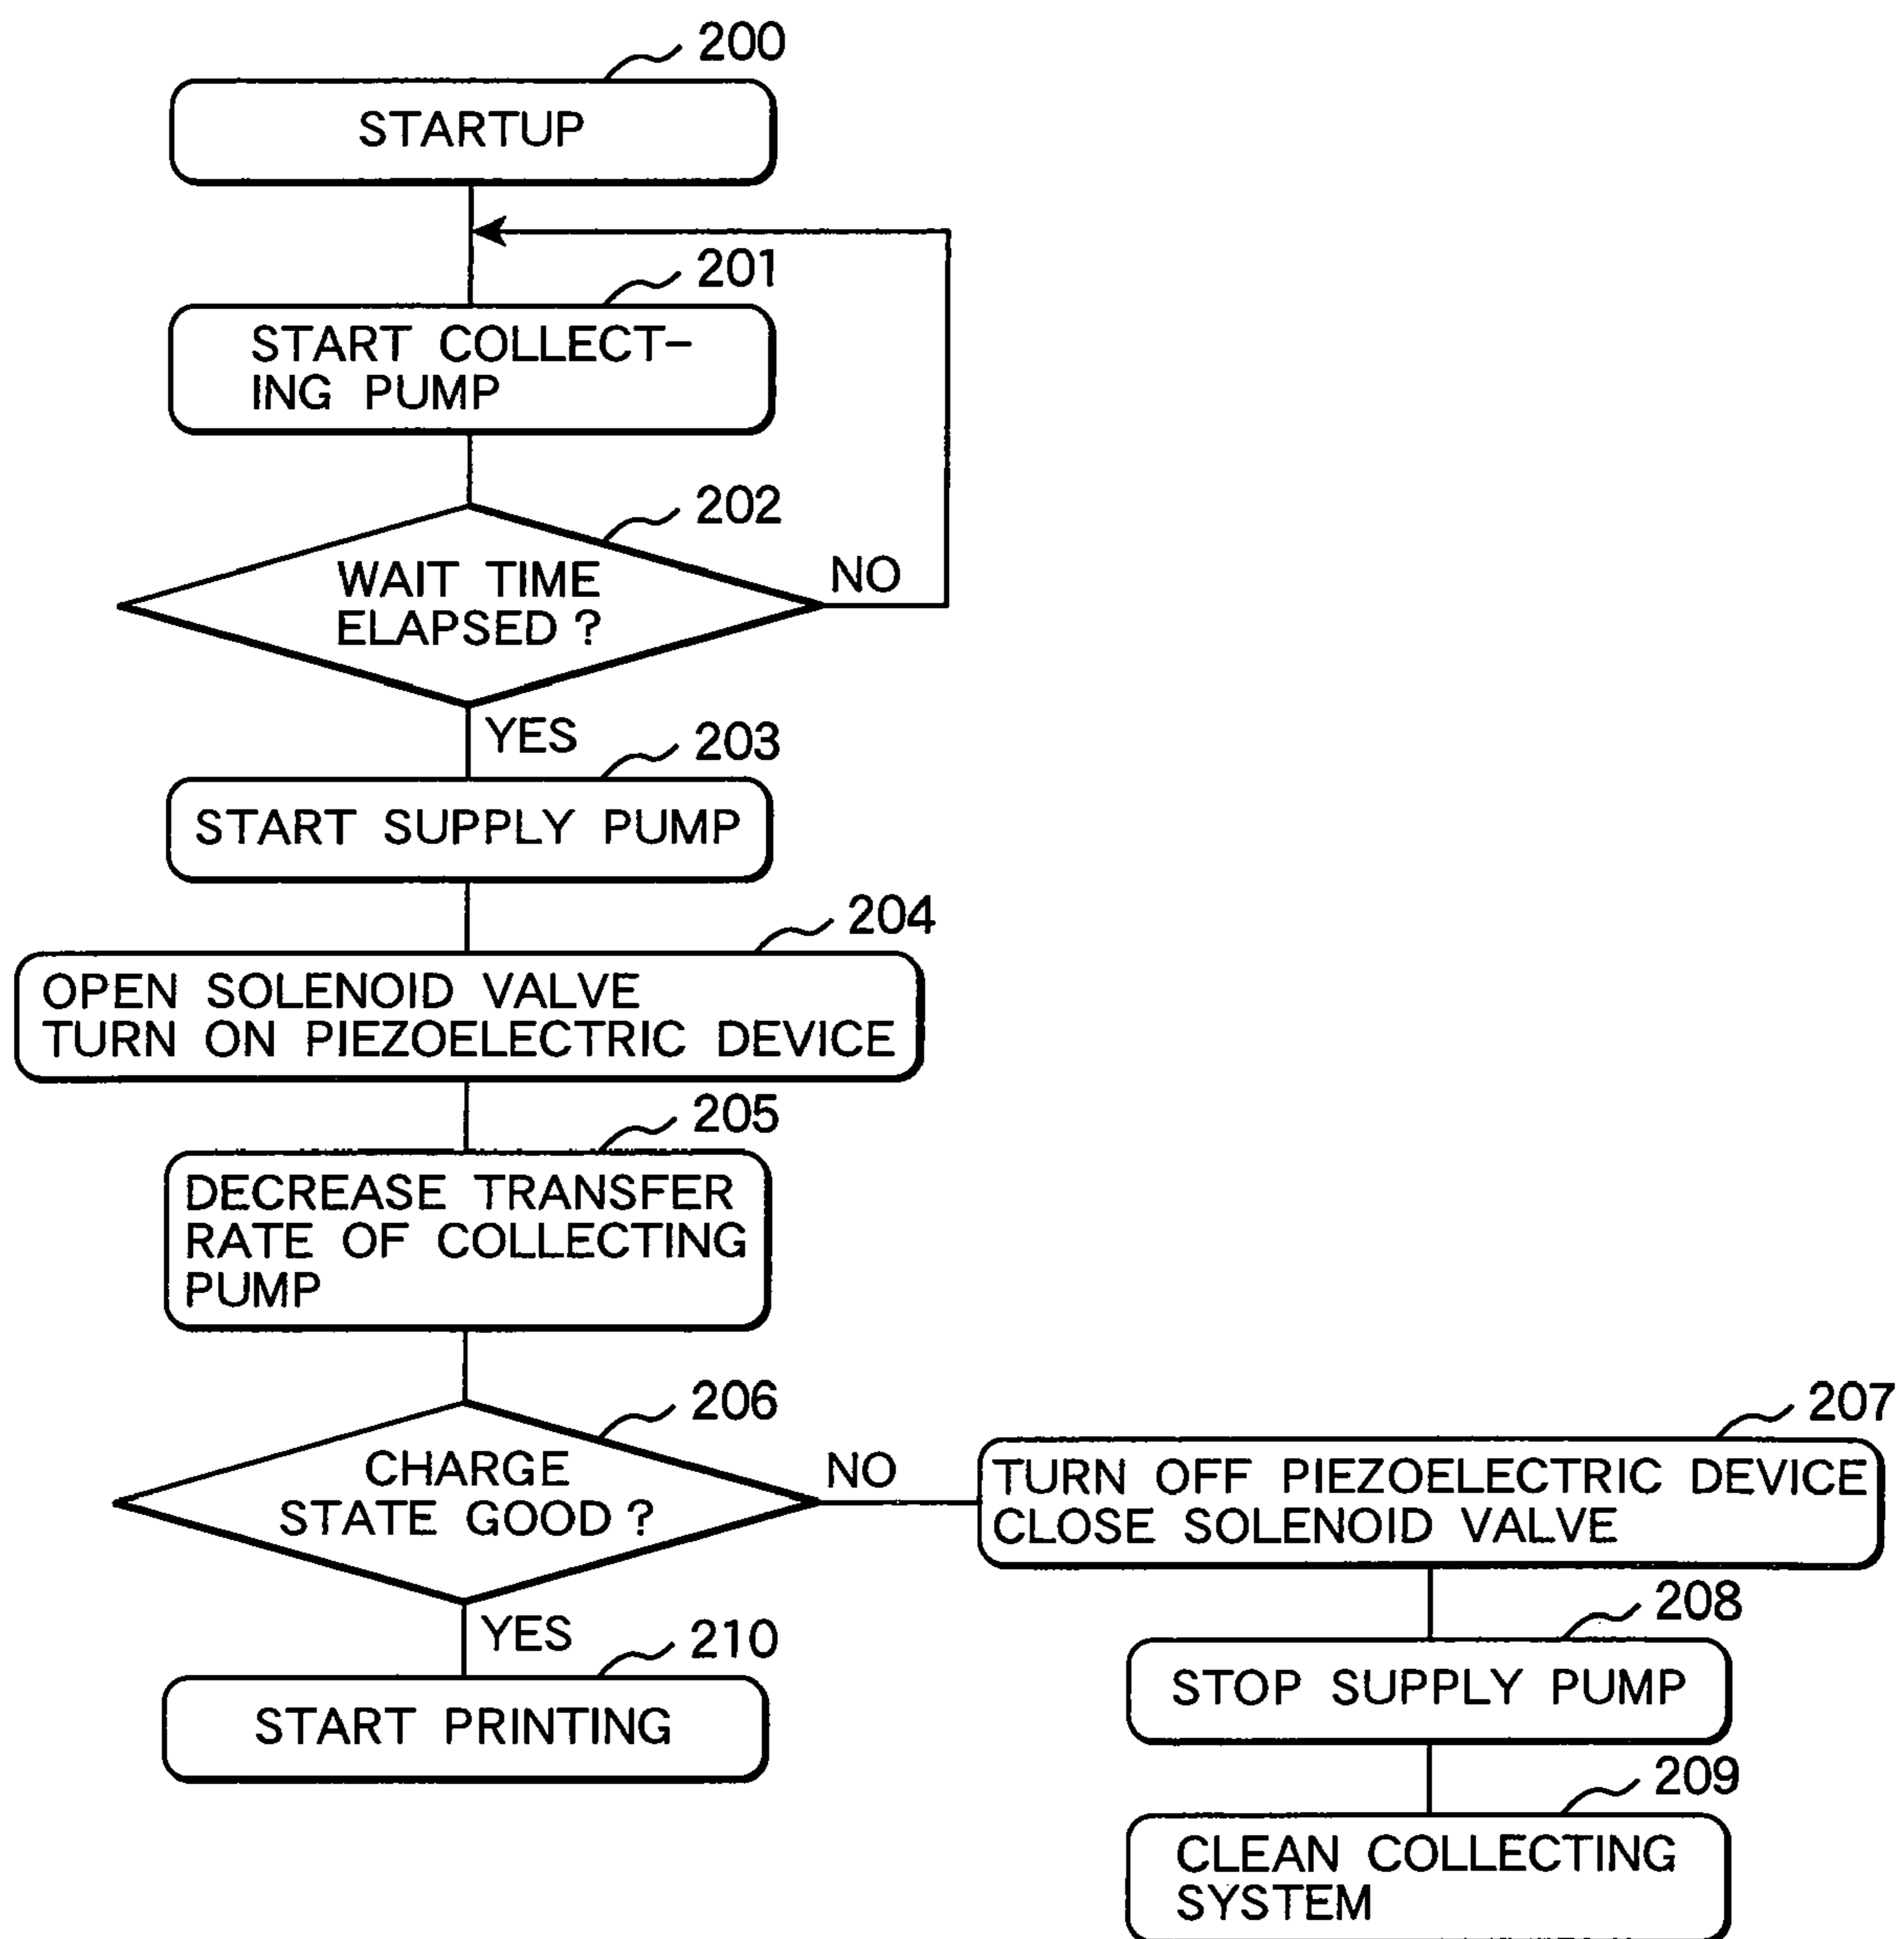 200
STARTUP
201
START COLLECT-
ING PUMP
202
WAIT TIME
ELAPSED ?
NO
YES
203
START SUPPLY PUMP
204
OPEN SOLENOID VALVE
TURN ON PIEZOELECTRIC DEVICE
205
DECREASE TRANSFER
RATE OF COLLECTING
PUMP
206
CHARGE
STATE GOOD ?
NO
207
TURN OFF PIEZOELECTRIC DEVICE
CLOSE SOLENOID VALVE
208
STOP SUPPLY PUMP
209
CLEAN COLLECTING
SYSTEM
YES
210
START PRINTING